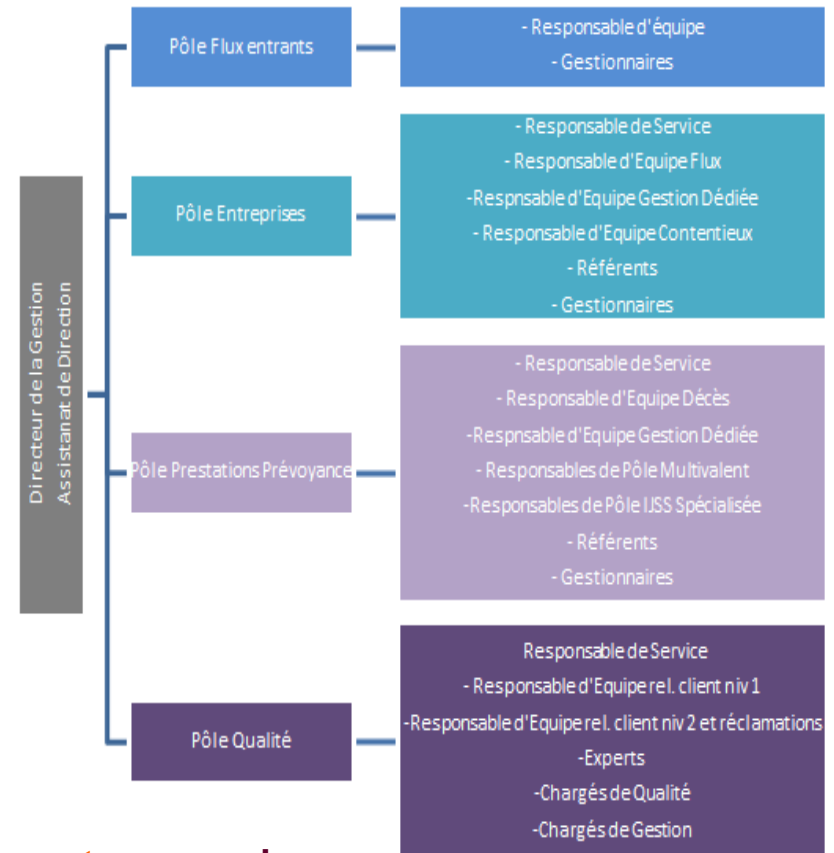 Directeur de la Gestion
Assistanat de Direction
Pôle Flux entrants
- Responsable d'équipe
- Gestionnaires
Pôle Entreprises
- Responsable de Service
- Responsable d'Equipe Flux
-Respnsable d'Equipe Gestion Dédiée
- Responsable d'Equipe Contentieux
- Référents
- Gestionnaires
Pôle Prestations Prévoyance
- Responsable de Service
- Responsable d'Equipe Décès
-Respnsable d'Equipe Gestion Dédiée
- Responsables de Pôle Multivalent
-Responsables de Pôle IJSS Spécialisée
- Référents
- Gestionnaires
Pôle Qualité
Responsable de Service
- Responsable d'Equipe rel. client niv 1
-Responsable d'Equipe rel. client niv 2 et réclamations
-Experts
-Chargés de Qualité
-Chargés de Gestion